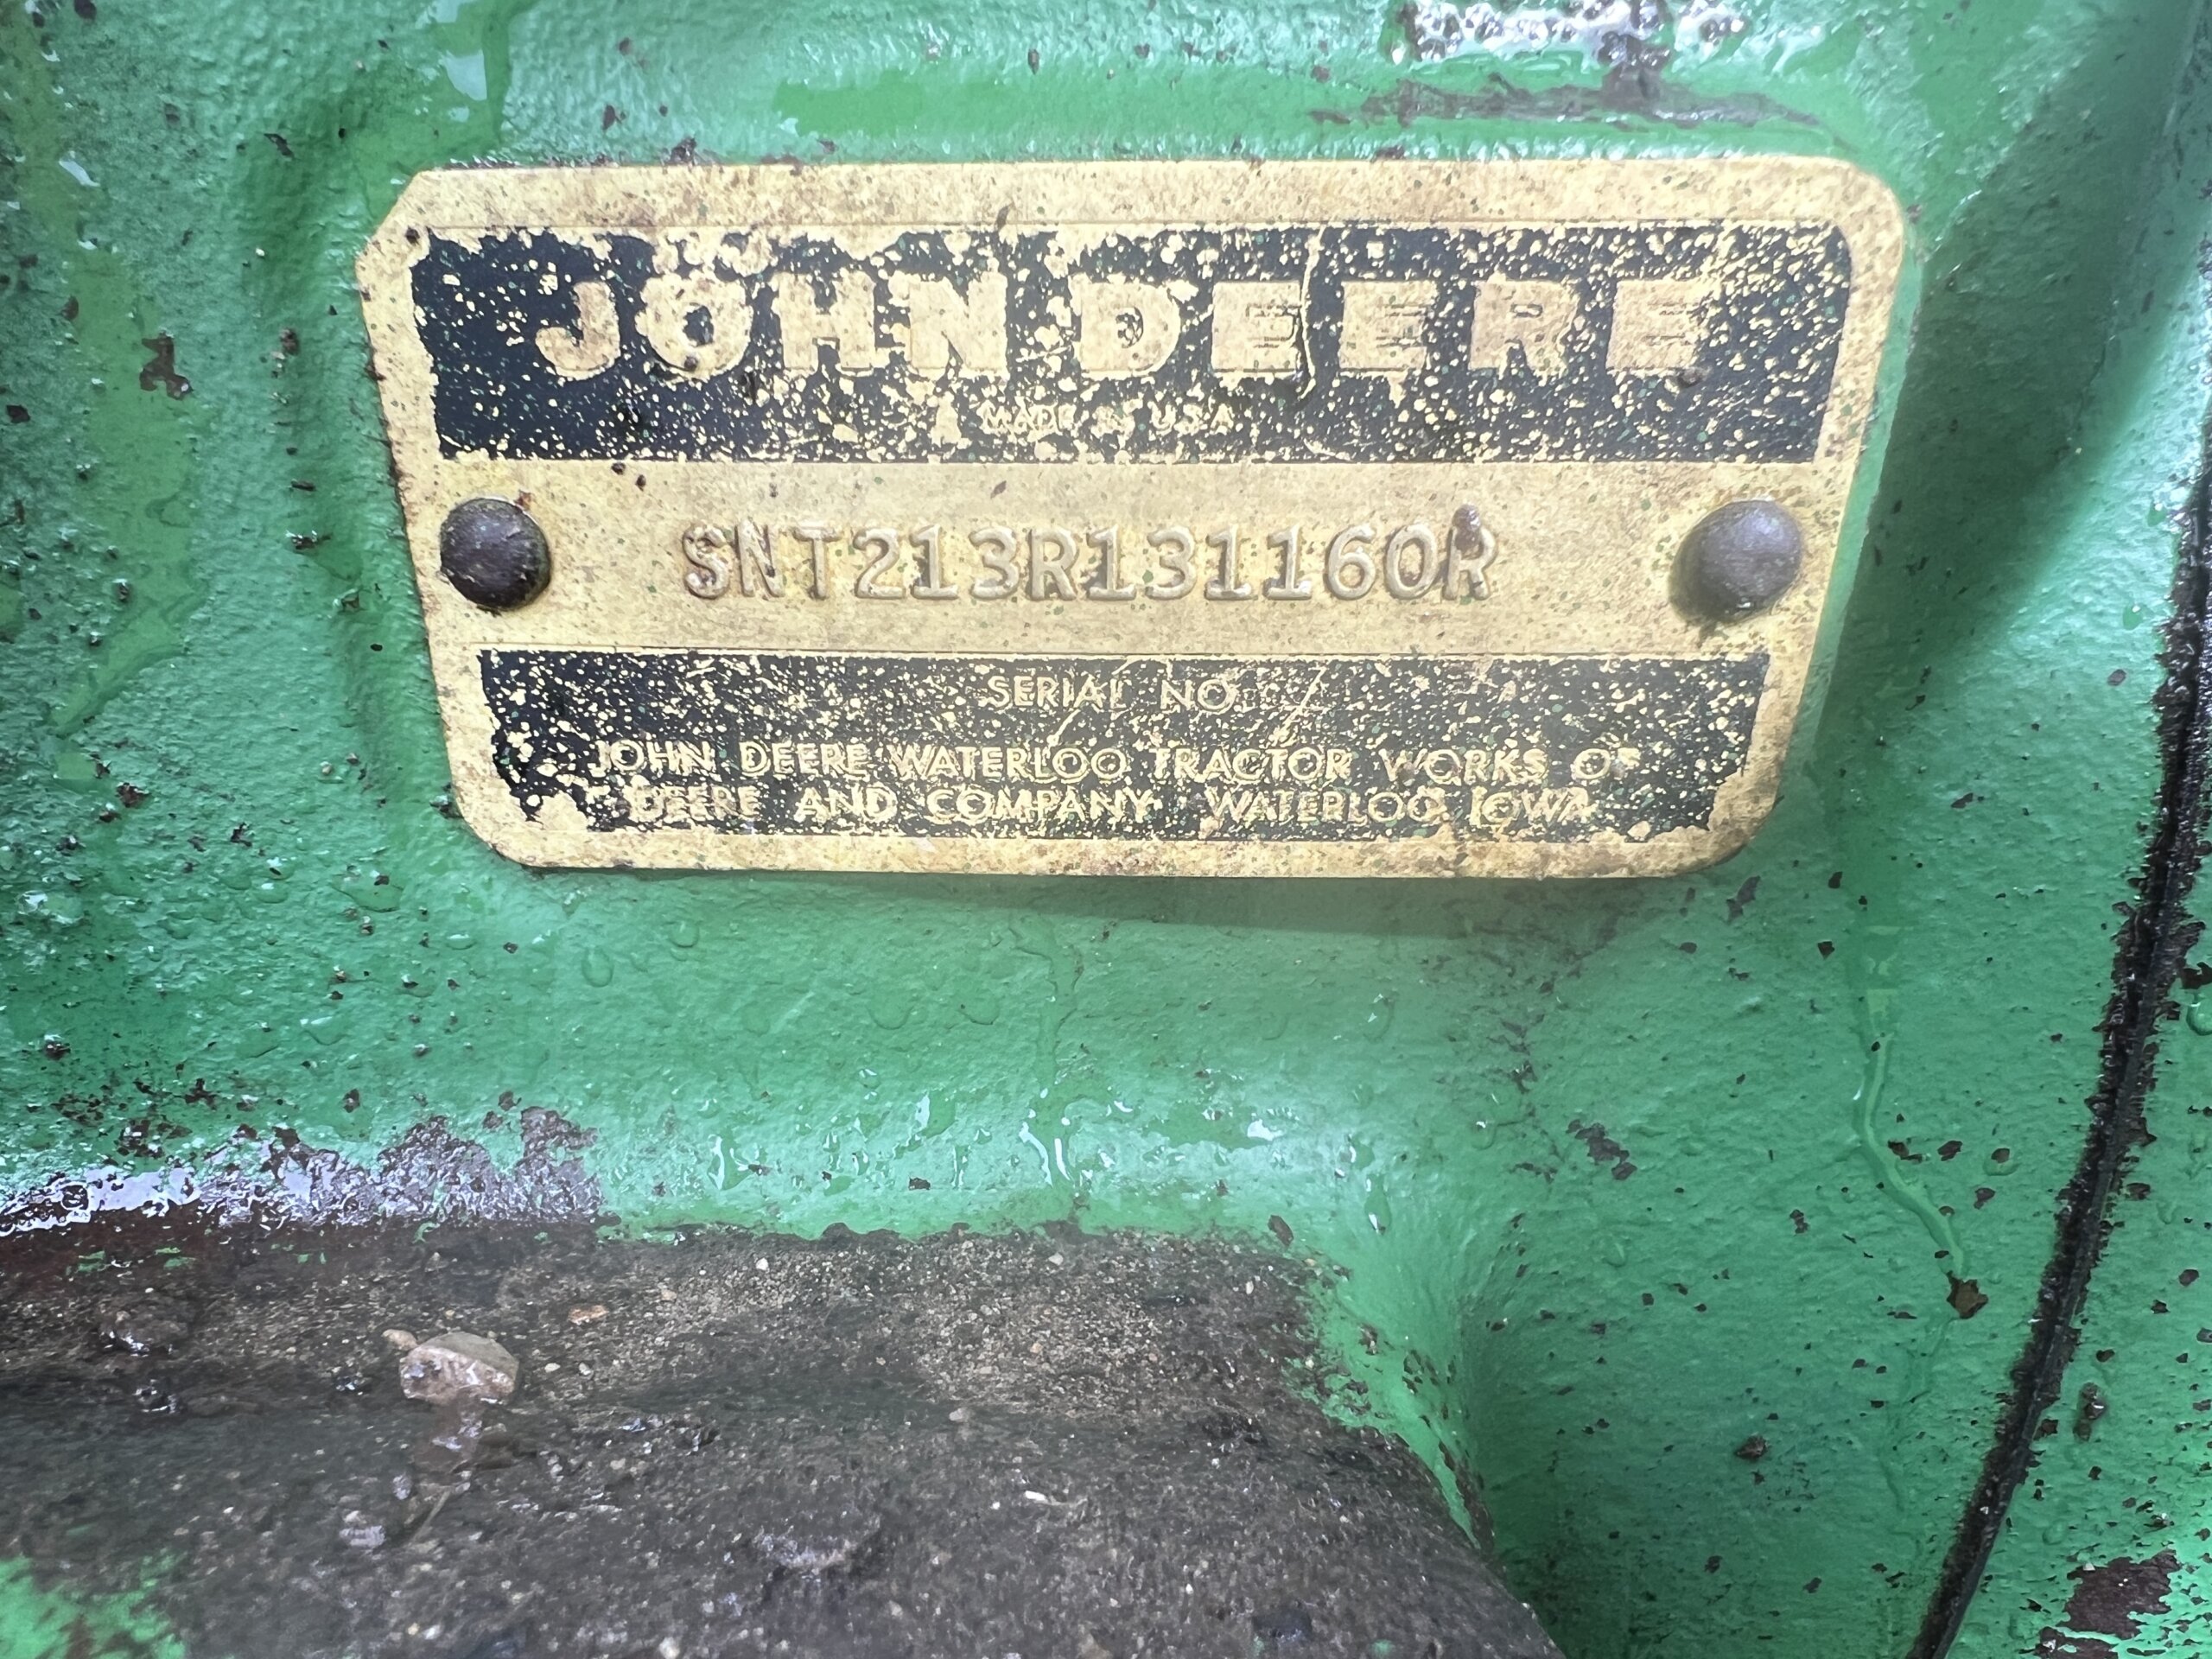 JOHN DEERE
MADE IN U.S.A.
SNT213R131160R
SERIAL NO.
JOHN DEERE WATERLOO TRACTOR WORKS OF
DEERE AND COMPANY WATERLOO, IOWA